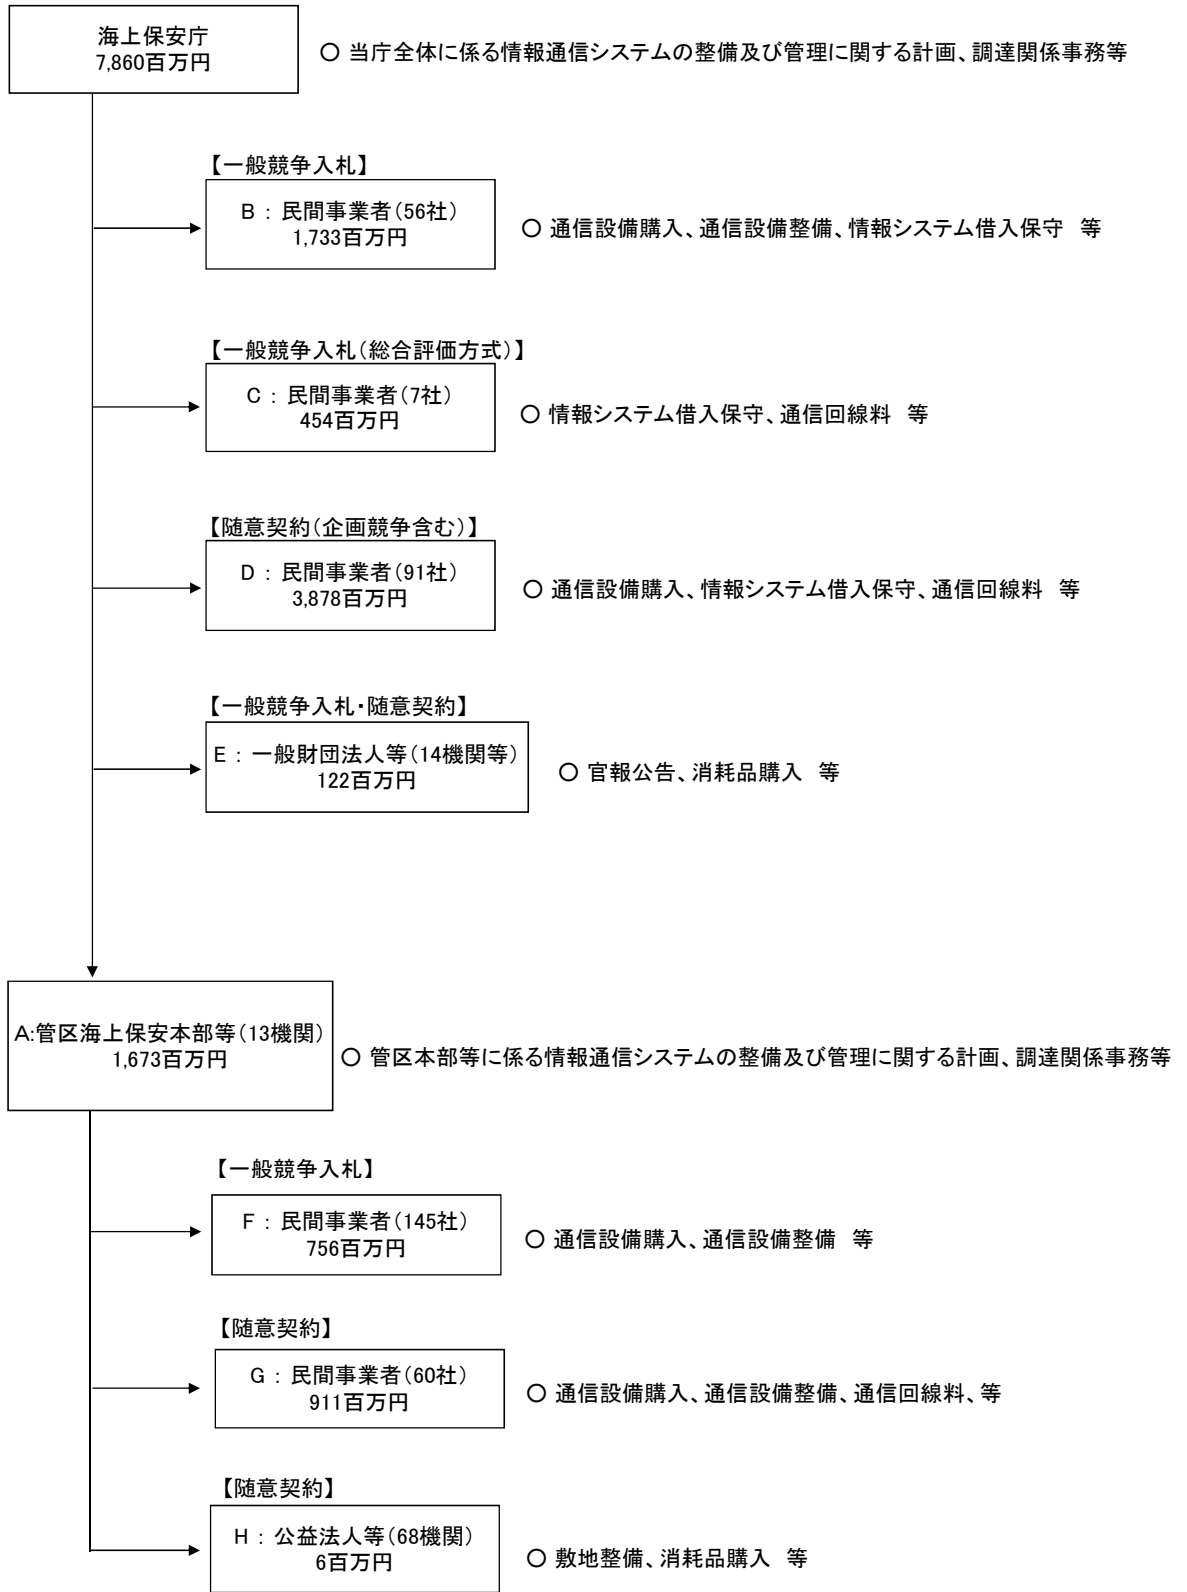 海上保安庁
7,860百万円
○ 当庁全体に係る情報通信システムの整備及び管理に関する計画、調達関係事務等
【一般競争入札】
B : 民間事業者(56社)
1,733百万円
○ 通信設備購入、通信設備整備、情報システム借入保守 等
【一般競争入札(総合評価方式)】
C : 民間事業者(7社)
454百万円
○ 情報システム借入保守、通信回線料 等
【随意契約(企画競争含む)】
D : 民間事業者(91社)
3,878百万円
○ 通信設備購入、情報システム借入保守、通信回線料 等
【一般競争入札・随意契約】
E : 一般財団法人等(14機関等)
122百万円
○ 官報公告、消耗品購入 等
A:管区海上保安本部等(13機関)
1,673百万円
○ 管区本部等に係る情報通信システムの整備及び管理に関する計画、調達関係事務等
【一般競争入札】
F : 民間事業者(145社)
756百万円
○ 通信設備購入、通信設備整備 等
【随意契約】
G : 民間事業者(60社)
911百万円
○ 通信設備購入、通信設備整備、通信回線料、等
【随意契約】
H : 公益法人等(68機関)
6百万円
○ 敷地整備、消耗品購入 等